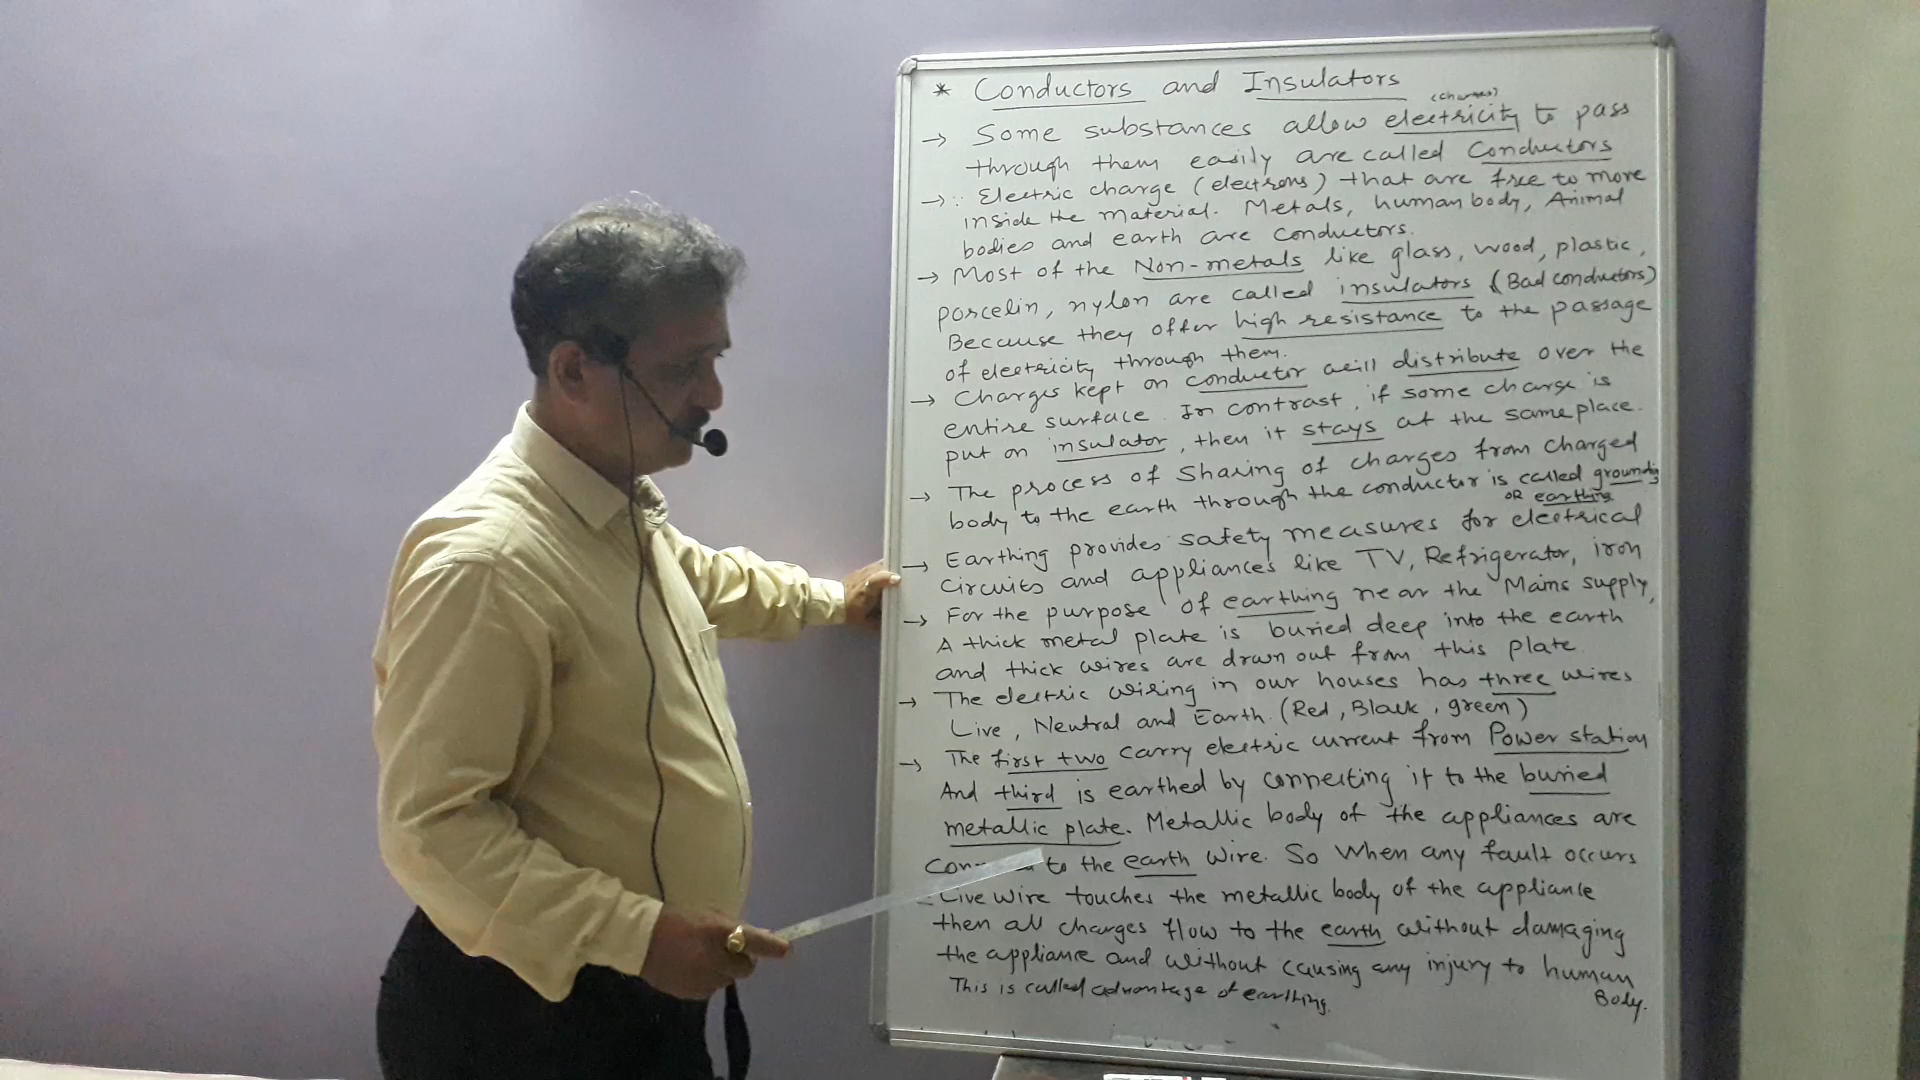 * Conductors and Insulators
(charges)
→ Some substances allow electricity to pass
through them easily are called Conductors
→ ∵ Electric charge (electrons) that are free to more
inside the material. Metals, human body, Animal
bodies and earth are conductors.
→ Most of the Non-metals like glass, wood, plastic,
porcelin, nylon are called insulators (Bad conductors)
Because they offer high resistance to the passage
of electricity through them.
→ Charges kept on conductor will distribute over the
entire surface. In contrast, if some charge is
put on insulator, then it stays at the same place.
→ The process of Sharing of charges from charged
body to the earth through the conductor is called grounding
OR earthing
→ Earthing provides safety measures for electrical
Circuits and appliances like TV, Refrigerator, iron
→ For the purpose of earthing near the Mains supply,
A thick metal plate is buried deep into the earth
and thick wires are drawn out from this plate
→ The electric wiring in our houses has three wires
Live, Neutral and Earth. (Red, Black, green)
→ The first two carry electric current from Power station
And third is earthed by connecting it to the buried
metallic plate. Metallic body of the appliances are
to the earth wire. So when any fault occurs
Live wire touches the metallic body of the appliance
then all charges flow to the earth without damaging
the appliance and without causing any injury to human
Body.
This is called advantage of earthing.